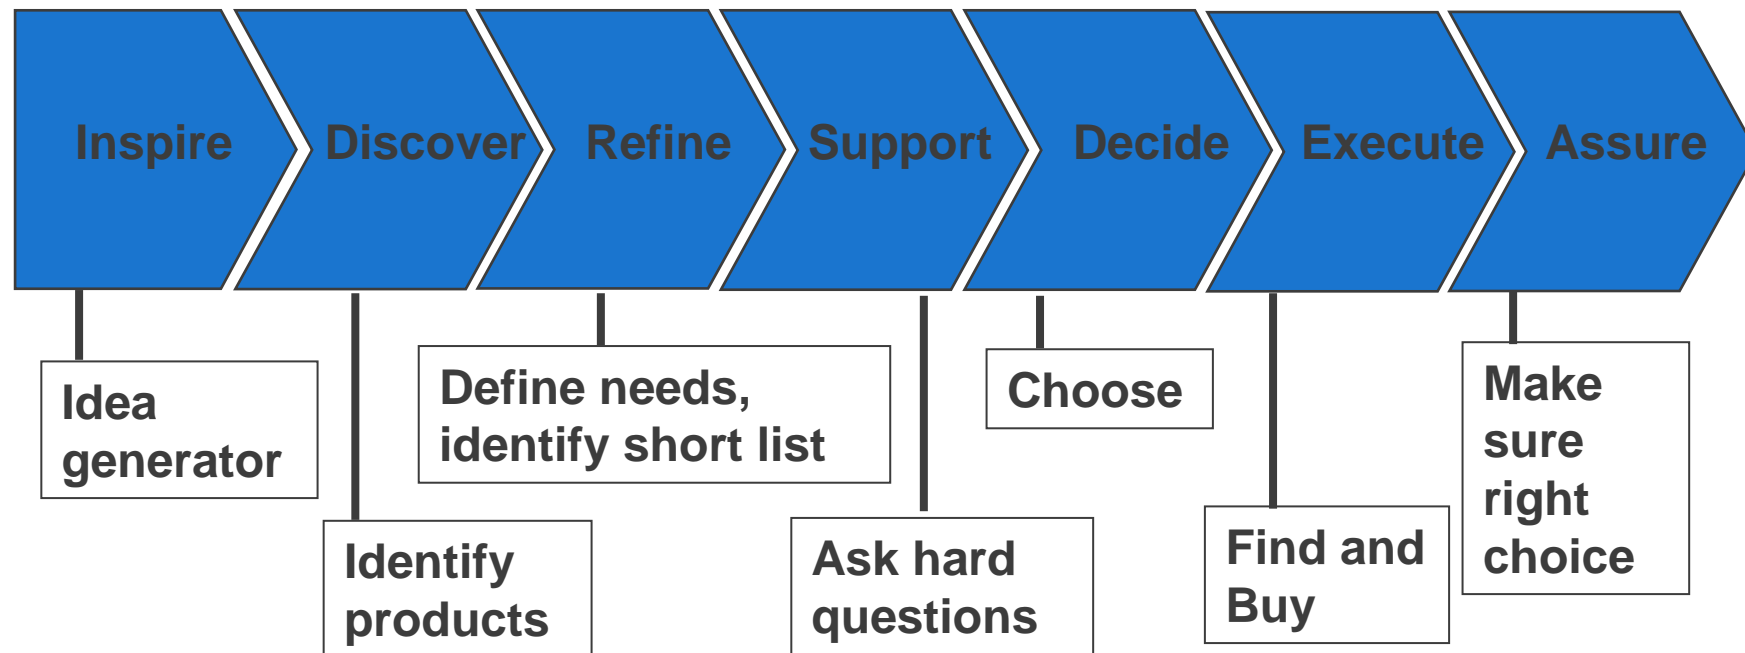 Inspire
Discover
Refine
Support
Decide
Execute
Assure
Idea
generator
Identify
products
Define needs,
identify short list
Ask hard
questions
Choose
Find and
Buy
Make
sure
right
choice